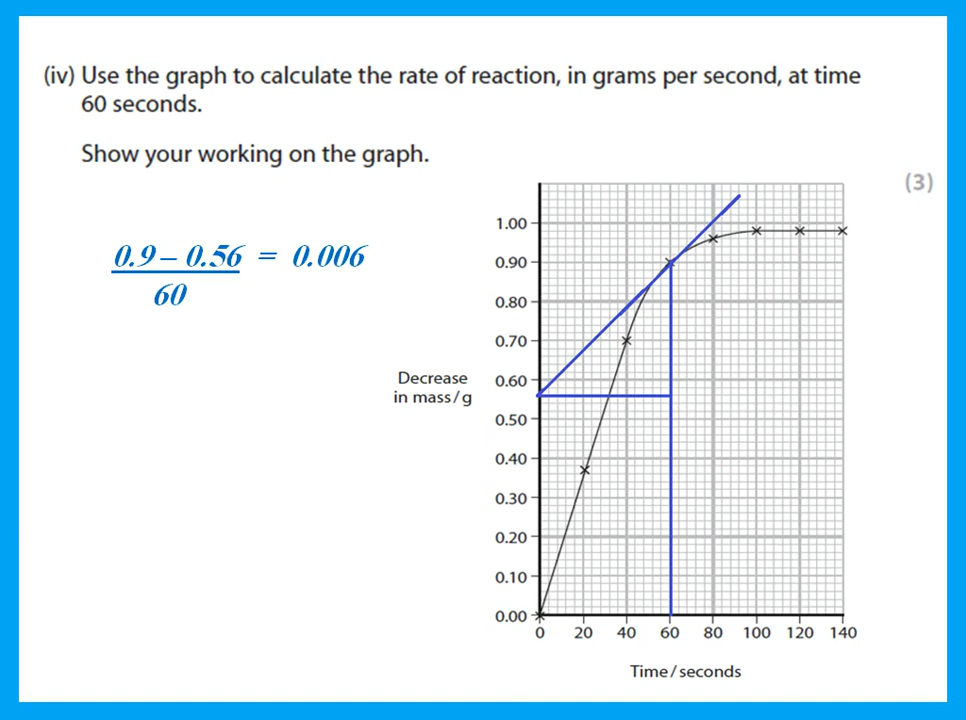 (iv) Use the graph to calculate the rate of reaction, in grams per second, at time
60 seconds.
Show your working on the graph.
(3)
0.9 – 0.56 = 0.006
60
1.00
0.90
0.80
0.70
0.60
0.50
0.40
0.30
0.20
0.10
0.00
Decrease
in mass/g
0 20 40 60 80 100 120 140
Time/seconds